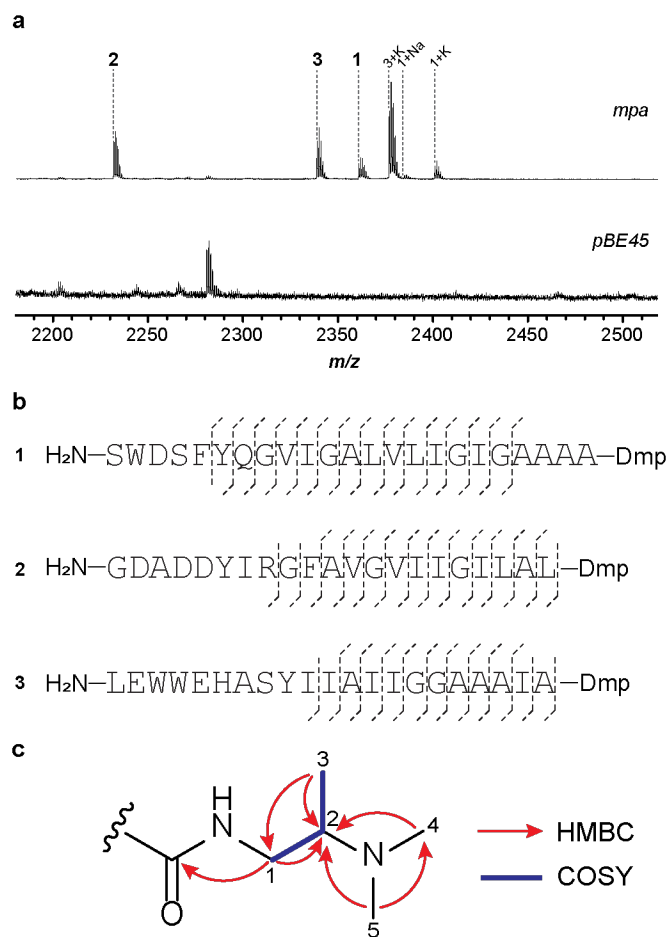 a
2 3 1 3+K 1+Na 1+K
mpa
pBE45
2200 2250 2300 2350 2400 2450 2500
m/z
b
1 H₂N–SWDSFYQGVIGALVLIGIGAAAA–Dmp
2 H₂N–GDADDYIRGFAVGVIIGILAL–Dmp
3 H₂N–LEWWEHASYIIAIIGGAAAIA–Dmp
c
3
H
N 2 4 HMBC
1 N COSY
O 5